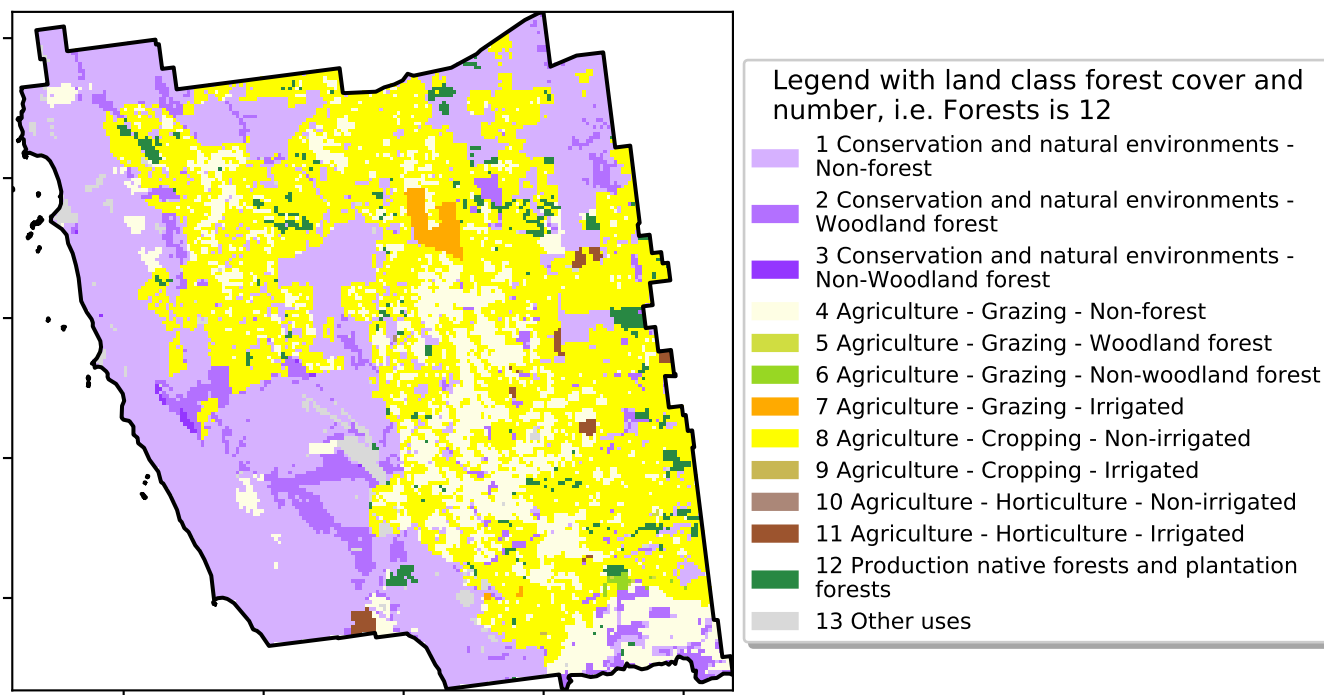 Legend with land class forest cover and
number, i.e. Forests is 12
1 Conservation and natural environments -
Non-forest
2 Conservation and natural environments -
Woodland forest
3 Conservation and natural environments -
Non-Woodland forest
4 Agriculture - Grazing - Non-forest
5 Agriculture - Grazing - Woodland forest
6 Agriculture - Grazing - Non-woodland forest
7 Agriculture - Grazing - Irrigated
8 Agriculture - Cropping - Non-irrigated
9 Agriculture - Cropping - Irrigated
10 Agriculture - Horticulture - Non-irrigated
11 Agriculture - Horticulture - Irrigated
12 Production native forests and plantation
forests
13 Other uses